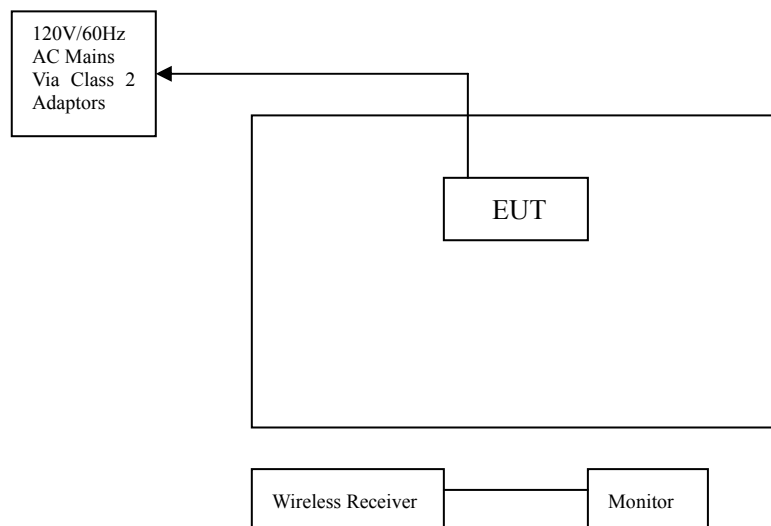 120V/60Hz
AC Mains
Via Class 2
Adaptors
EUT
Wireless Receiver
Monitor